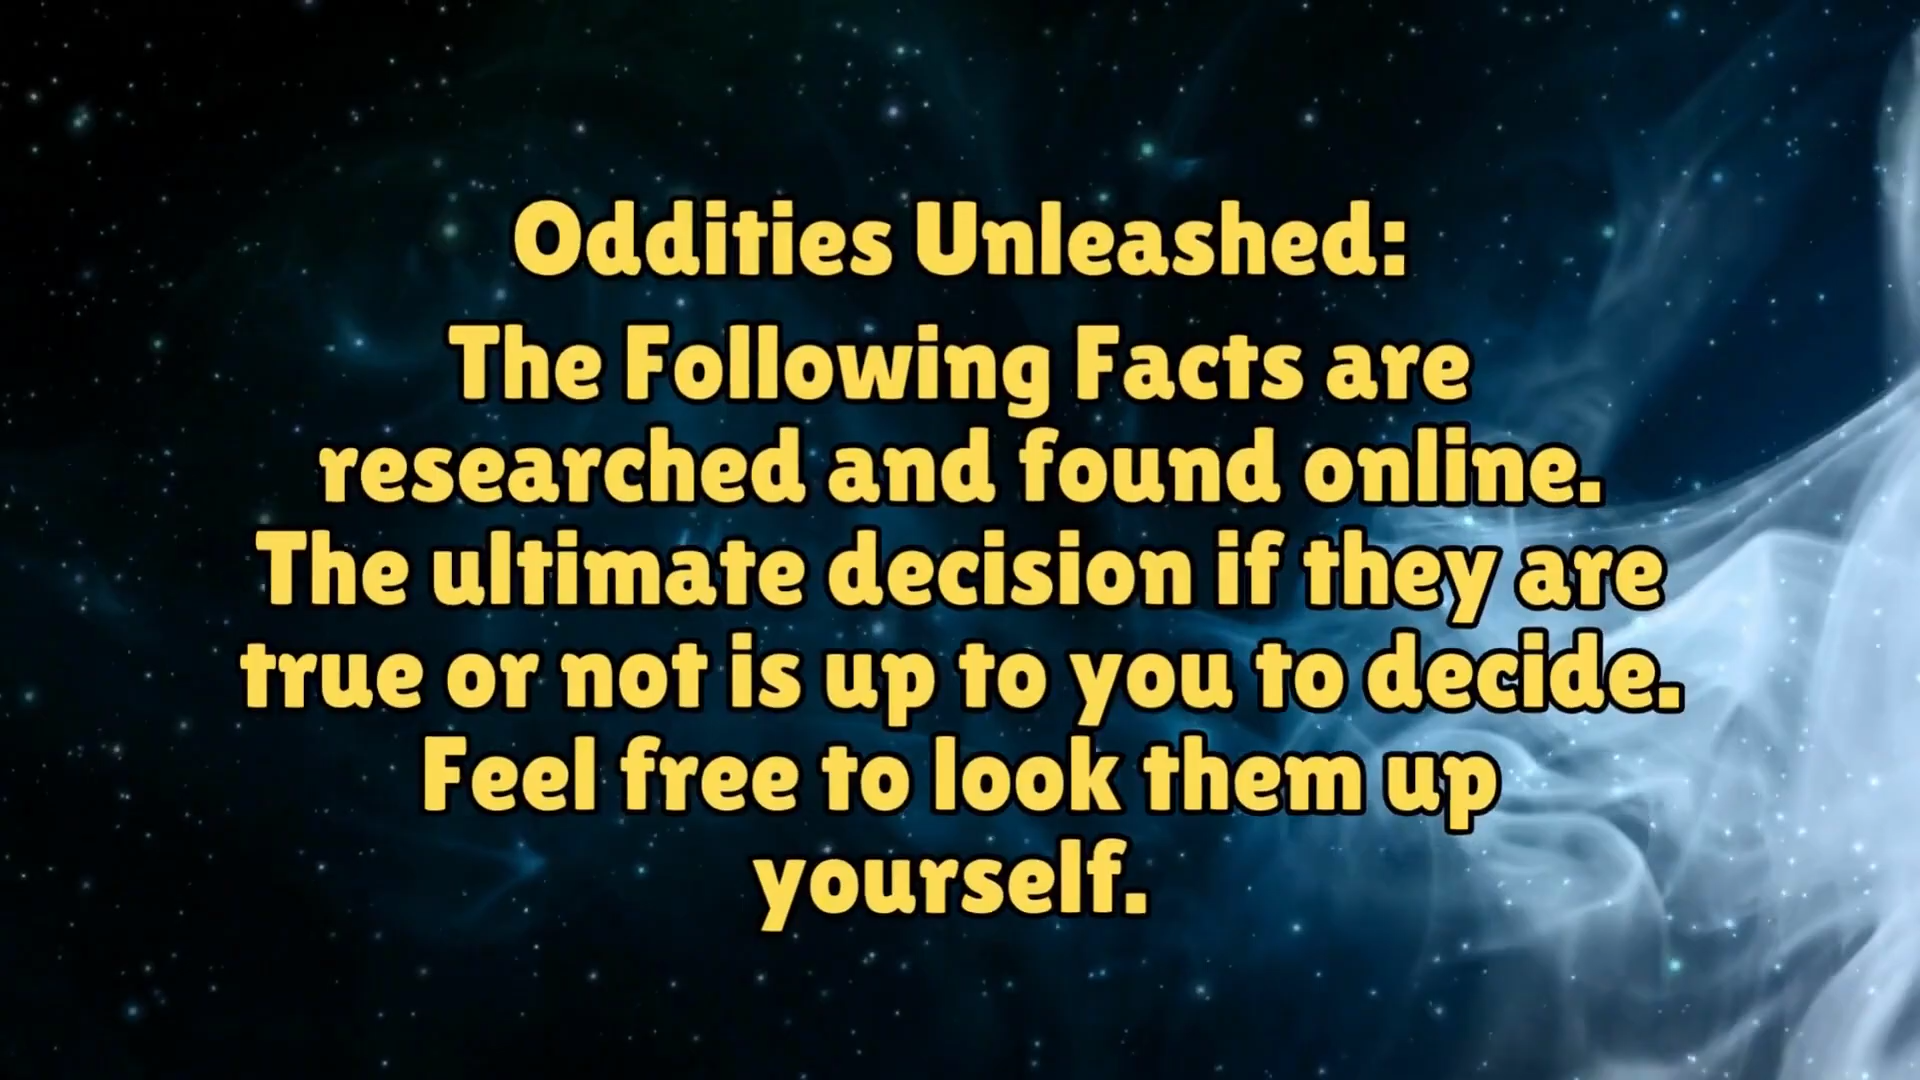 Oddities Unleashed:
The Following Facts are
researched and found online.
The ultimate decision if they are
true or not is up to you to decide.
Feel free to look them up
yourself.